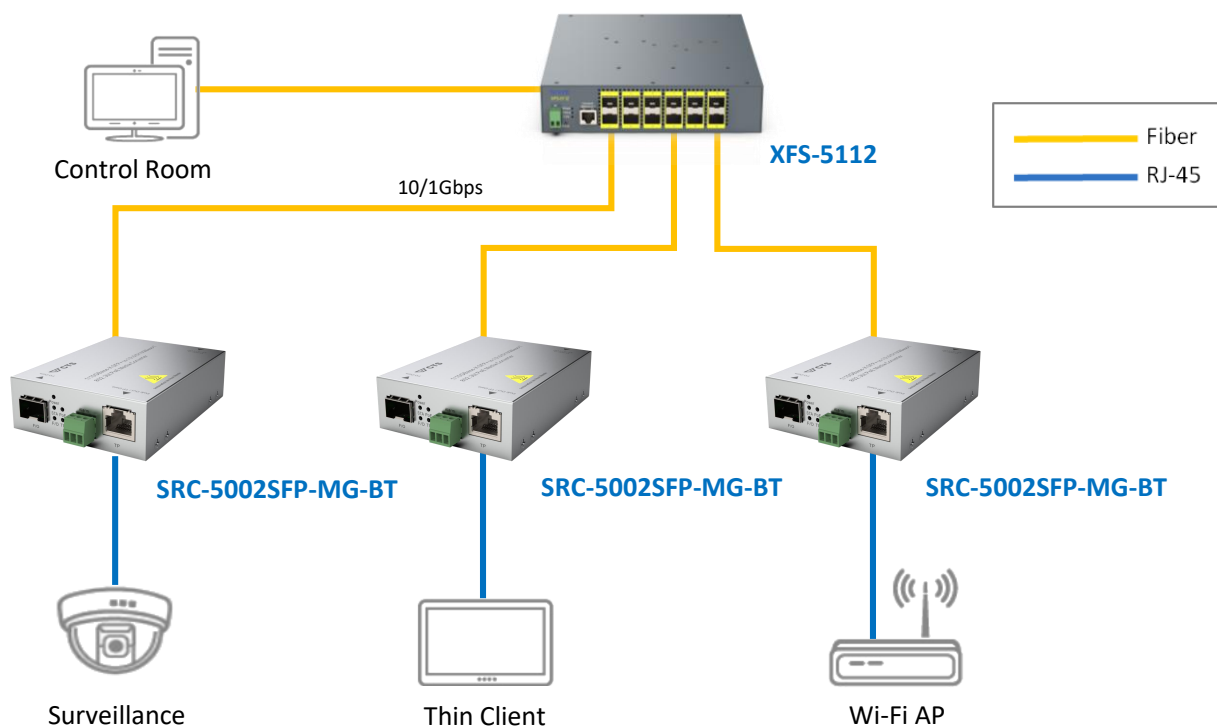 Control Room
XFS-5112
Fiber
RJ-45
10/1Gbps
SRC-5002SFP-MG-BT
SRC-5002SFP-MG-BT
SRC-5002SFP-MG-BT
Surveillance
Thin Client
Wi-Fi AP